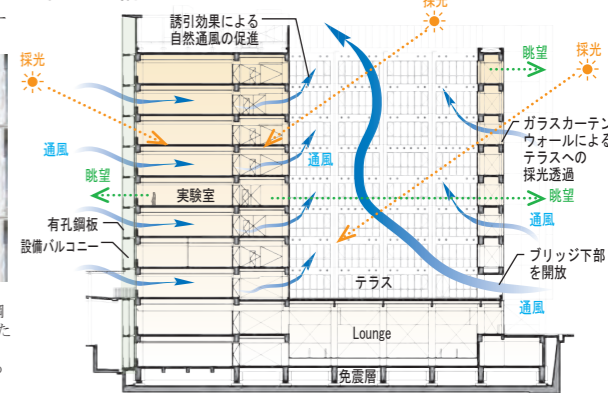 誘引効果による
自然通風の促進
採光
採光
採光
眺望
ガラスカーテン
ウォールによる
テラスへの
採光透過
通風
通風
眺望
実験室
眺望
有孔鋼板
設備バルコニー
通風
ブリッジ下部
を開放
テラス
通風
Lounge
免震層
た